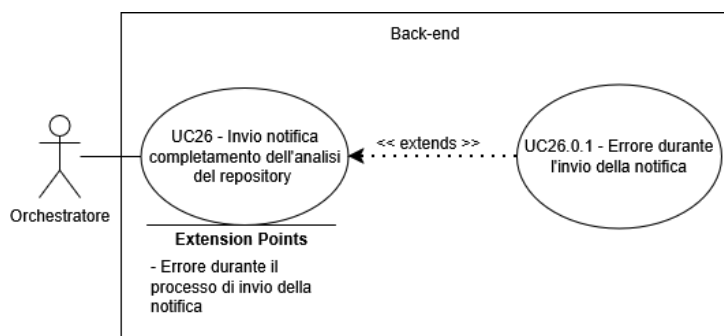 Back-end
UC26 - Invio notifica
completamento dell'analisi
del repository
<< extends >>
UC26.0.1 - Errore durante
l'invio della notifica
Orchestratore
Extension Points
- Errore durante il
processo di invio della
notifica